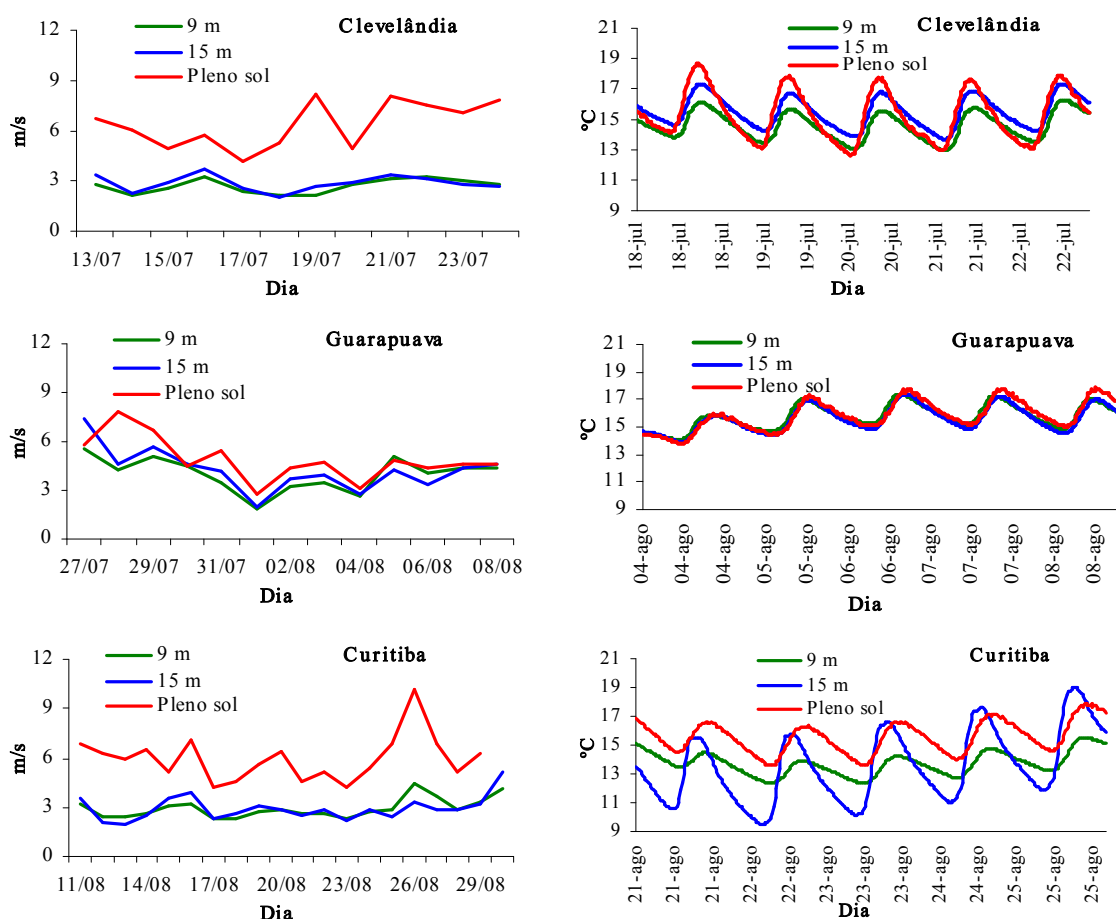 Clevelândia
9 m
15 m
Pleno sol
12
9
6
3
0
m/s
13/07 15/07 17/07 19/07 21/07 23/07
Dia
Clevelândia
9 m
15 m
Pleno sol
21
19
17
15
13
11
9
ºC
18-jul 18-jul 19-jul 19-jul 20-jul 20-jul 21-jul 21-jul 22-jul 22-jul
Dia
Guarapuava
9 m
15 m
Pleno sol
12
9
6
3
0
m/s
27/07 29/07 31/07 02/08 04/08 06/08 08/08
Dia
Guarapuava
9 m
15 m
Pleno sol
21
19
17
15
13
11
9
ºC
04-ago 04-ago 04-ago 05-ago 05-ago 06-ago 06-ago 07-ago 07-ago 08-ago 08-ago
Dia
Curitiba
9 m
15 m
Pleno sol
12
9
6
3
0
m/s
11/08 14/08 17/08 20/08 23/08 26/08 29/08
Dia
Curitiba
9 m
15 m
Pleno sol
21
19
17
15
13
11
9
ºC
21-ago 21-ago 21-ago 22-ago 22-ago 23-ago 23-ago 23-ago 24-ago 24-ago 25-ago 25-ago
Dia